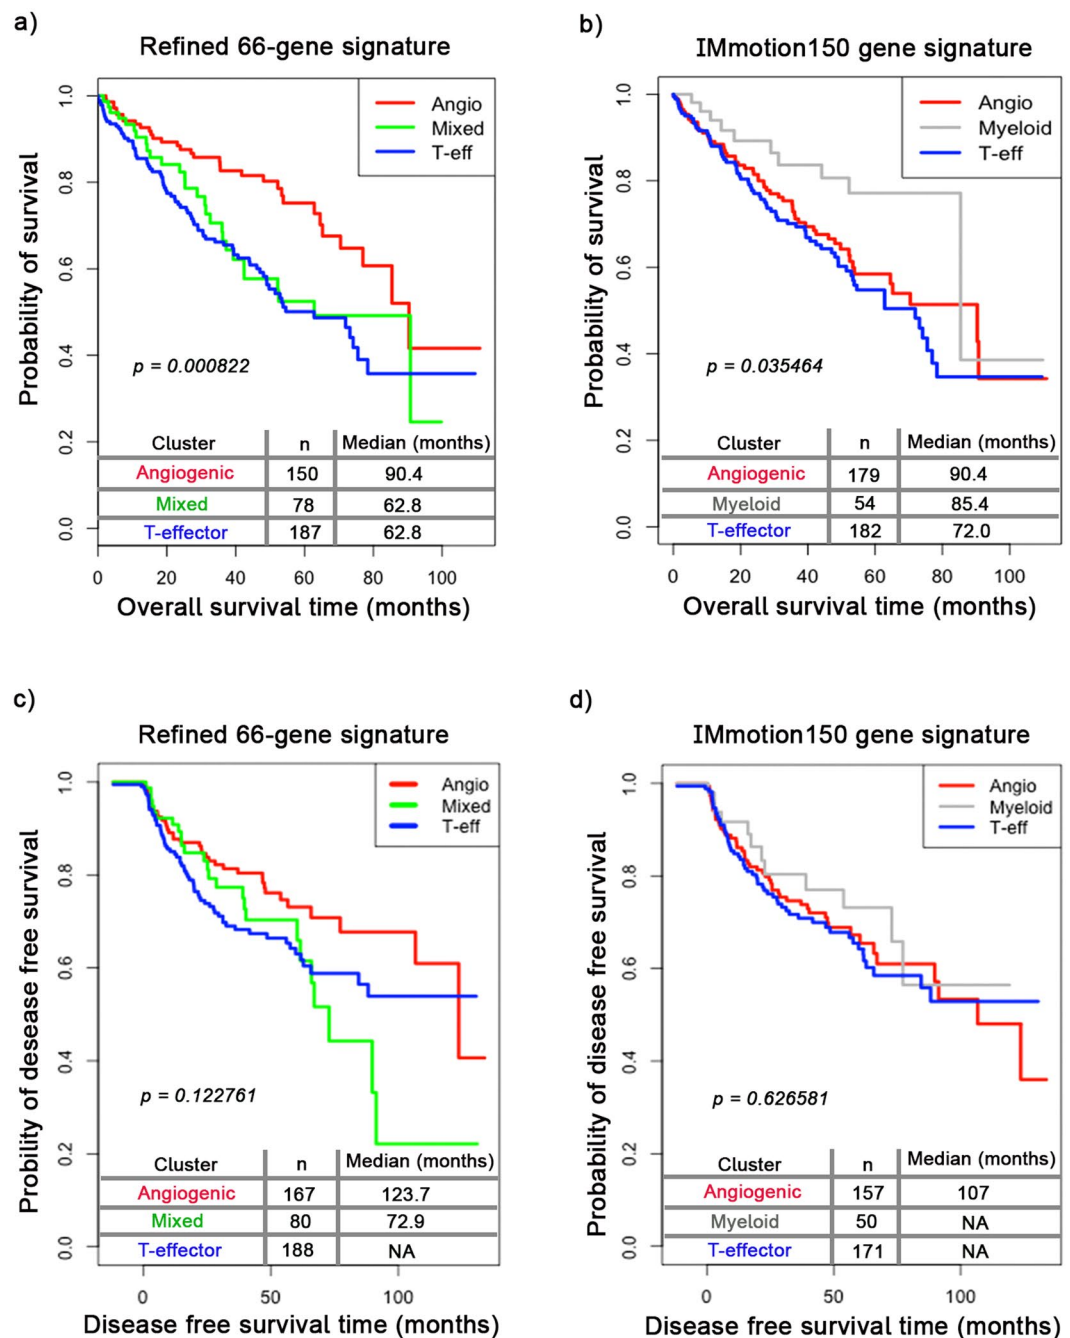 a)
Refined 66-gene signature
Angio
Mixed
T-eff
Probability of survival
1.0
0.8
0.6
0.4
0.2
0.0
p = 0.000822
Cluster n Median (months)
Angiogenic 150 90.4
Mixed 78 62.8
T-effector 187 62.8
0 20 40 60 80 100
Overall survival time (months)
b)
IMmotion150 gene signature
Angio
Myeloid
T-eff
Probability of survival
1.0
0.8
0.6
0.4
0.2
0.0
p = 0.035464
Cluster n Median (months)
Angiogenic 179 90.4
Myeloid 54 85.4
T-effector 182 72.0
0 20 40 60 80 100
Overall survival time (months)
c)
Refined 66-gene signature
Angio
Mixed
T-eff
Probility of desease free survival
1.0
0.8
0.6
0.4
0.2
0.0
p = 0.122761
Cluster n Median (months)
Angiogenic 167 123.7
Mixed 80 72.9
T-effector 188 NA
0 50 100
Disease free survival time (months)
d)
IMmotion150 gene signature
Angio
Myeloid
T-eff
Probability of disease free survival
1.0
0.8
0.6
0.4
0.2
0.0
p = 0.626581
Cluster n Median (months)
Angiogenic 157 107
Myeloid 50 NA
T-effector 171 NA
0 50 100
Disease free survival time (months)